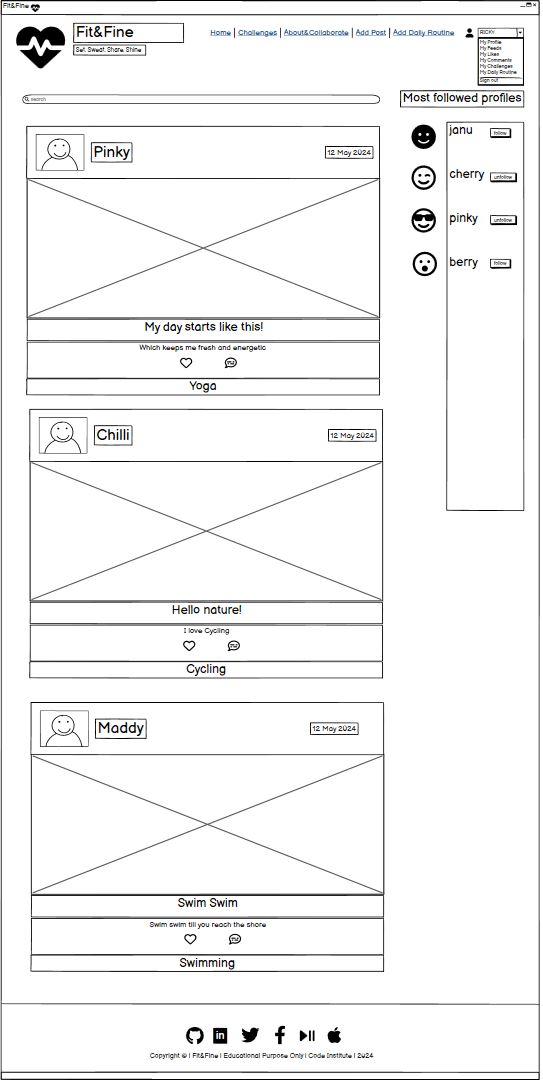 Fit&Fine
Fit&Fine
Set. Sweat. Share. Shine
Home | Challenges | About&Collaborate | Add Post | Add Daily Routine
RICKY
My Profile
My Feeds
My Likes
My Comments
My Challenges
My Daily Routine
Sign out
search
Most followed profiles
Pinky
12 May 2024
My day starts like this!
Which keeps me fresh and energetic
Yoga
janu follow
cherry unfollow
pinky unfollow
berry follow
Chilli
12 May 2024
Hello nature!
I love Cycling
Cycling
Maddy
12 May 2024
Swim Swim
Swim swim till you reach the shore
Swimming
in
Copyright © | Fit&Fine | Educational Purpose Only | Code Institute | 2024